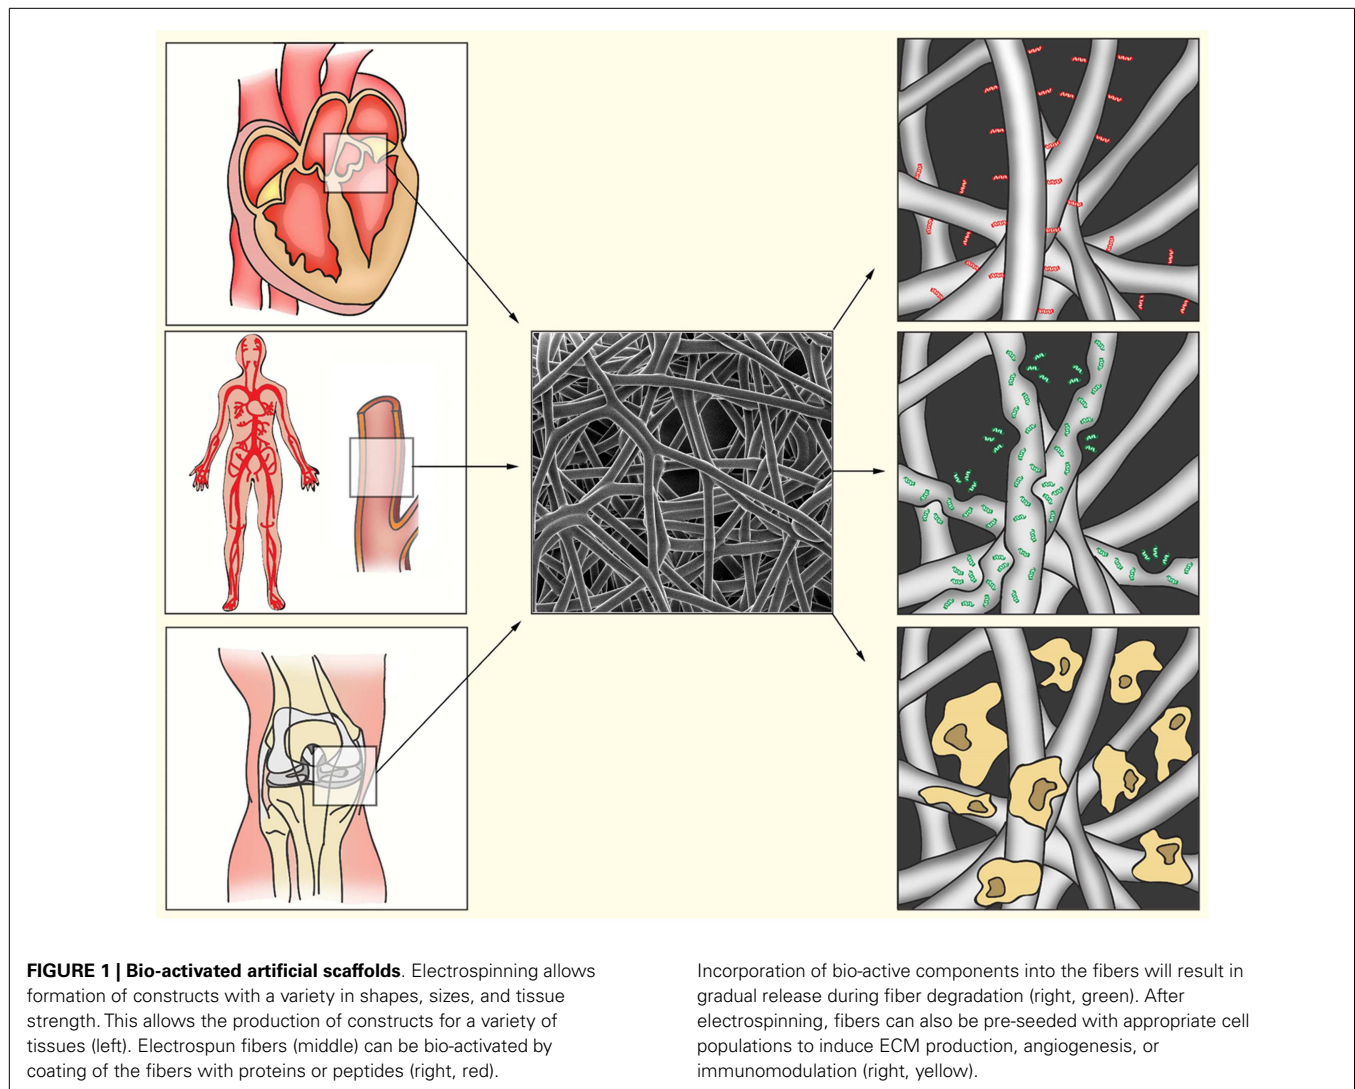 FIGURE 1 | Bio-activated artificial scaffolds. Electrospinning allows
formation of constructs with a variety in shapes, sizes, and tissue
strength. This allows the production of constructs for a variety of
tissues (left). Electrospun fibers (middle) can be bio-activated by
coating of the fibers with proteins or peptides (right, red).
Incorporation of bio-active components into the fibers will result in
gradual release during fiber degradation (right, green). After
electrospinning, fibers can also be pre-seeded with appropriate cell
populations to induce ECM production, angiogenesis, or
immunomodulation (right, yellow).